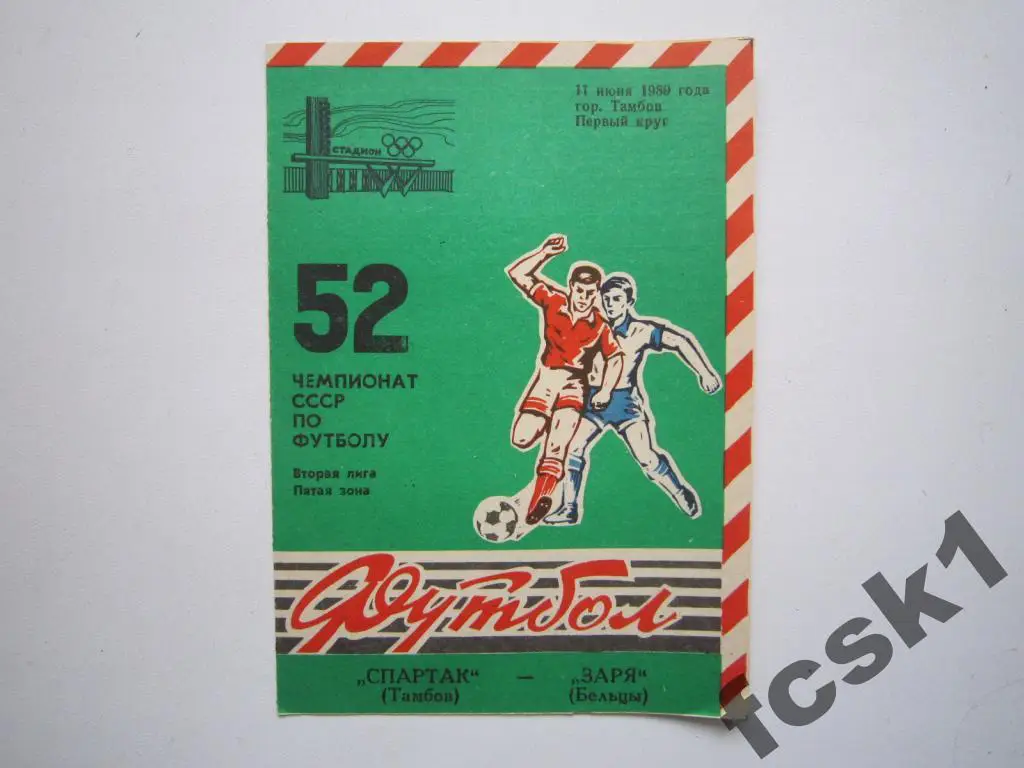 11 июня 1989 года
гор. Тамбов
Первый круг
СТАДИОН
52
ЧЕМПИОНАТ
СССР
ПО
ФУТБОЛУ
Вторая лига
Пятая зона
Футбол
„СПАРТАК“ — „ЗАРЯ“
(Тамбов) (Бельцы)
fcsk1